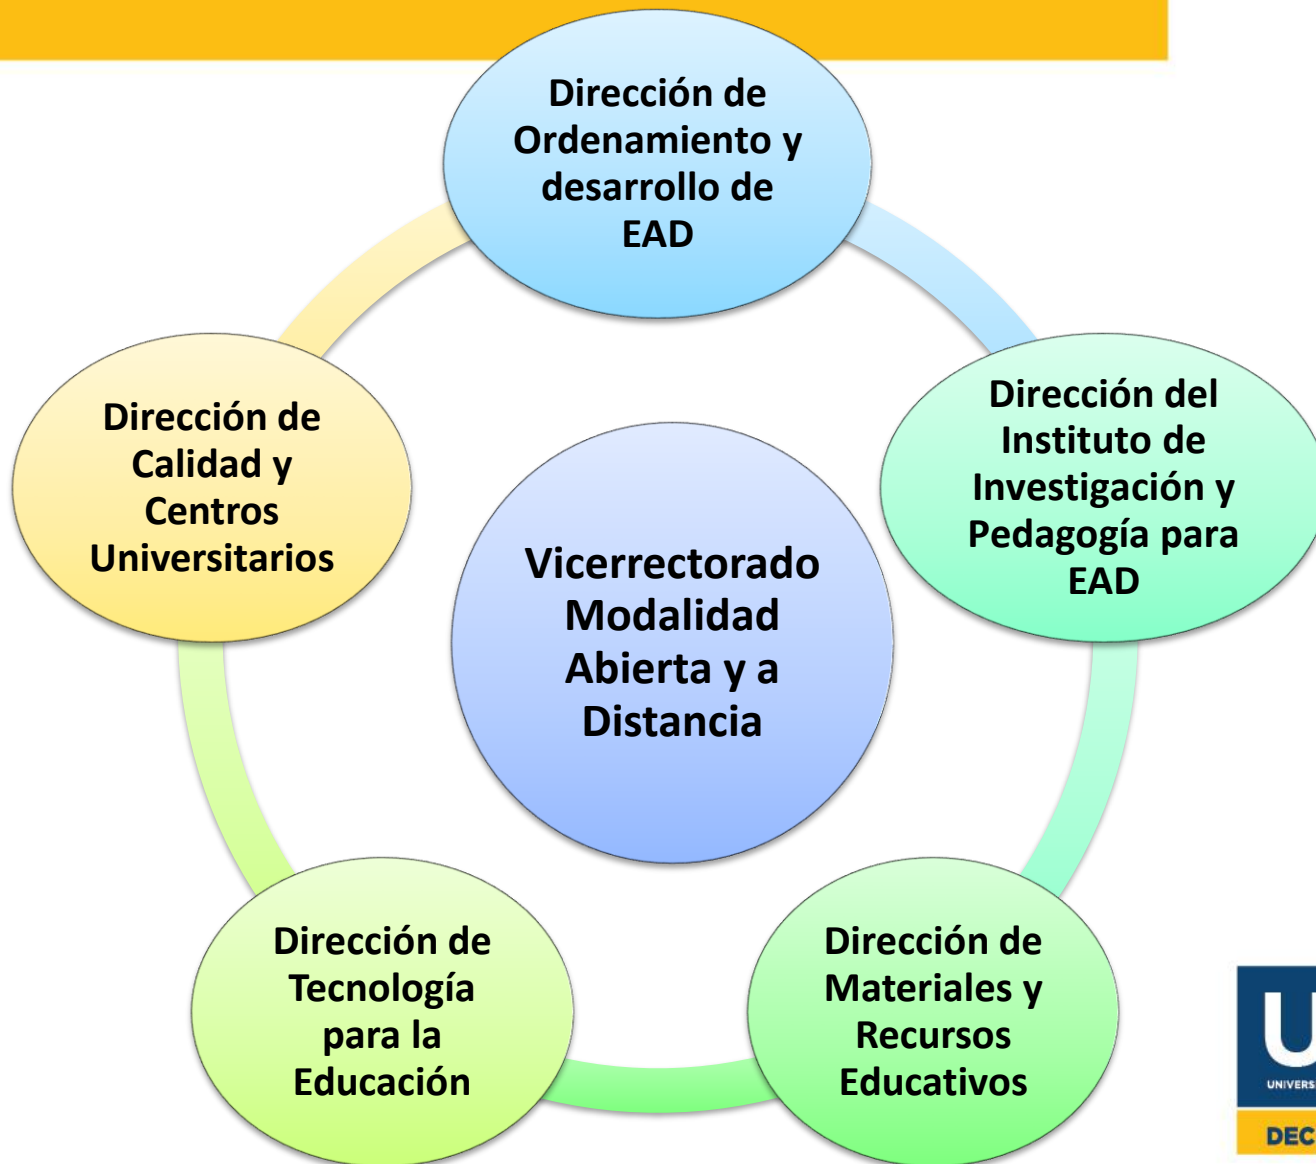 Dirección de
Ordenamiento y
desarrollo de
EAD
Dirección del
Instituto de
Investigación y
Pedagogía para
EAD
Dirección de
Calidad y
Centros
Universitarios
Vicerrectorado
Modalidad
Abierta y a
Distancia
Dirección de
Tecnología
para la
Educación
Dirección de
Materiales y
Recursos
Educativos